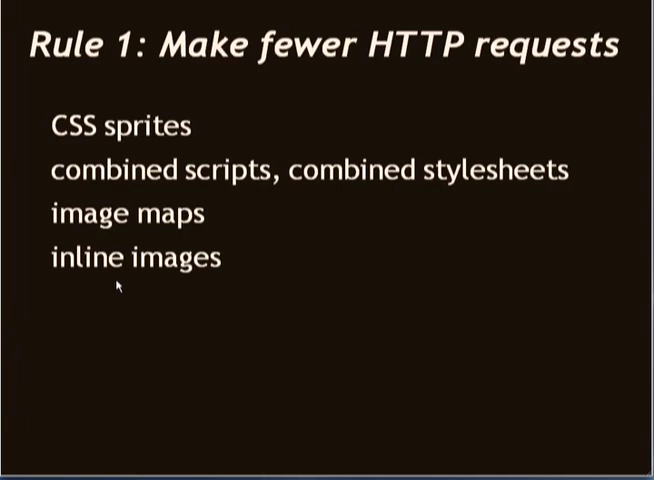 Rule 1: Make fewer HTTP requests
CSS sprites
combined scripts, combined stylesheets
image maps
inline images